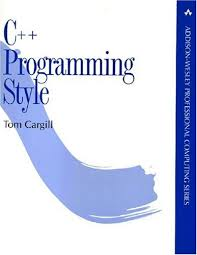 C++
Programming
Style
Tom Cargill
ADDISON-WESLEY PROFESSIONAL COMPUTING SERIES